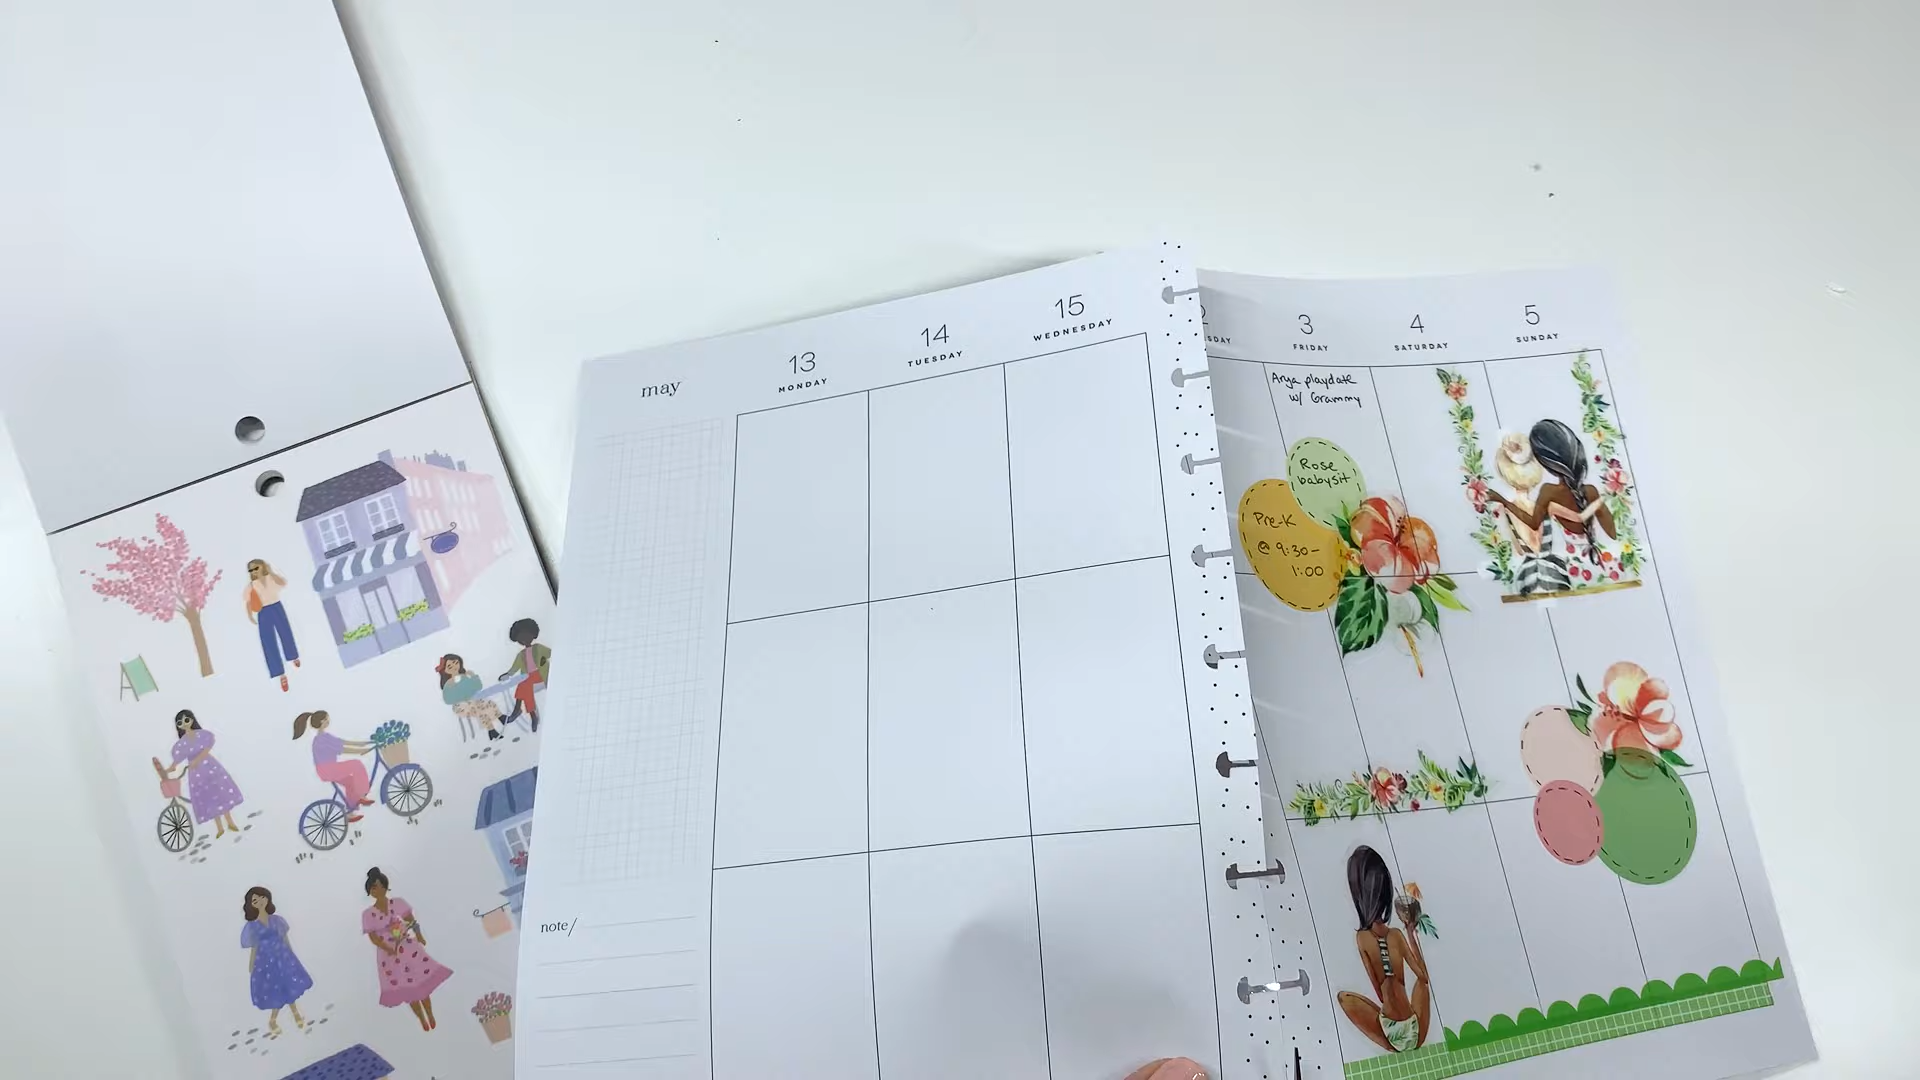 may
13
MONDAY
14
TUESDAY
15
WEDNESDAY
note/
3
FRIDAY
4
SATURDAY
5
SUNDAY
Arya playdate
w/ Grammy
Rose
babysit
Pre-K
@ 9:30-
1:00